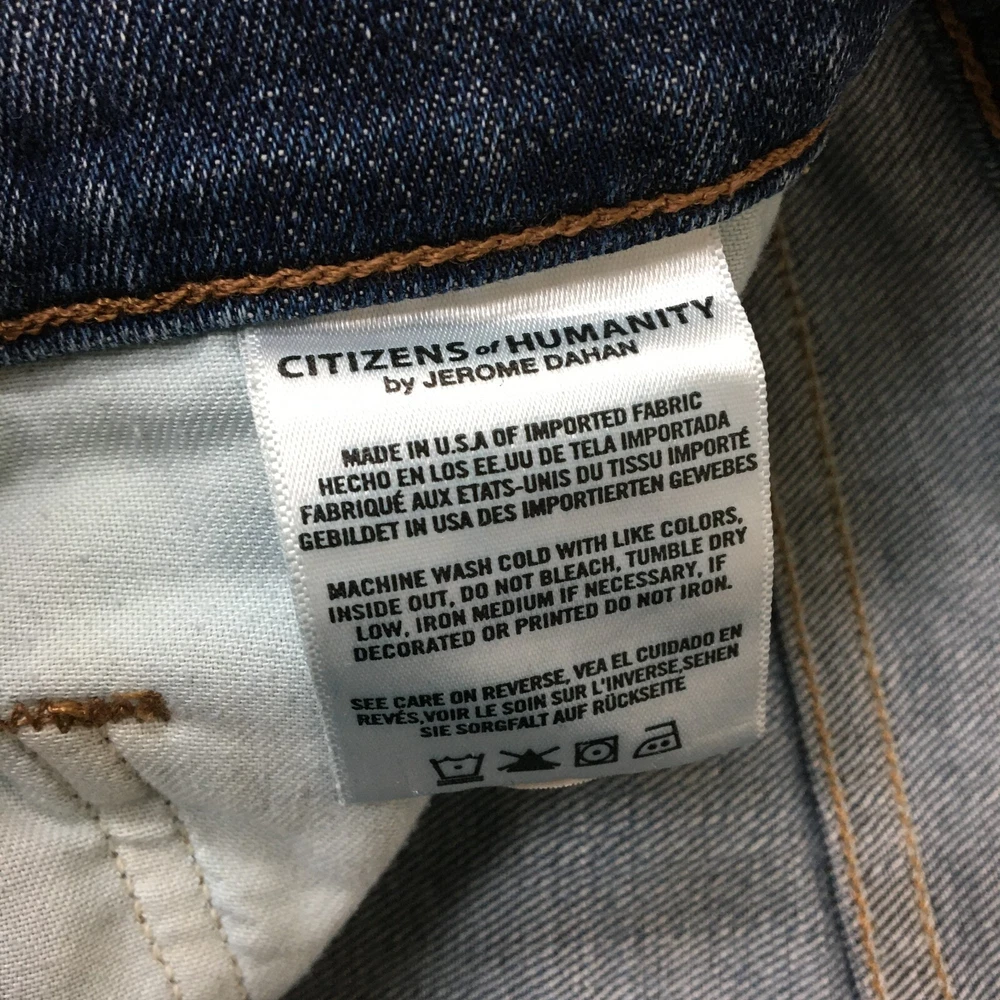 CITIZENS of HUMANITY
by JEROME DAHAN
MADE IN U.S.A OF IMPORTED FABRIC
HECHO EN LOS EE.UU DE TELA IMPORTADA
FABRIQUÉ AUX ETATS-UNIS DU TISSU IMPORTÉ
GEBILDET IN USA DES IMPORTIERTEN GEWEBES
MACHINE WASH COLD WITH LIKE COLORS,
INSIDE OUT, DO NOT BLEACH, TUMBLE DRY
LOW, IRON MEDIUM IF NECESSARY, IF
DECORATED OR PRINTED DO NOT IRON.
SEE CARE ON REVERSE, VEA EL CUIDADO EN
REVÉS,VOIR LE SOIN SUR L'INVERSE,SEHEN
SIE SORGFALT AUF RÜCKSEITE